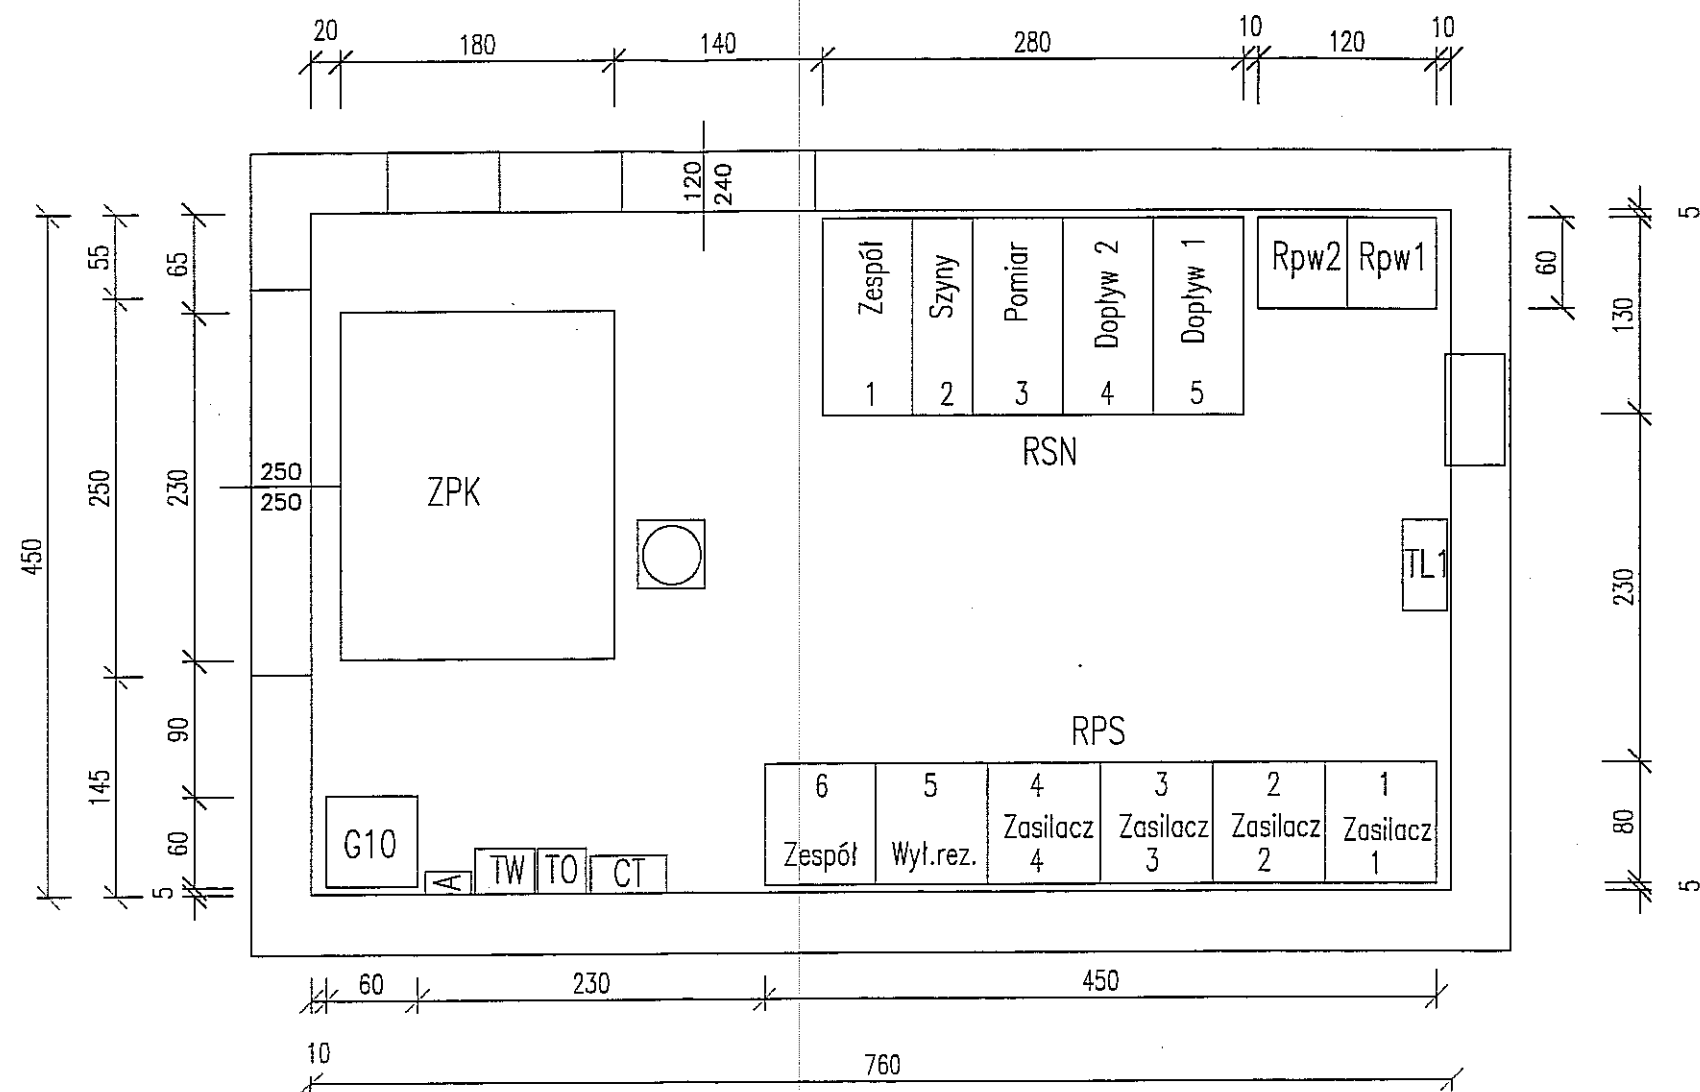 20 180 140 280 10 120 10
120 240
5
55 65
Zespół Szyny Pomiar Dopływ 2 Dopływ 1
Rpw2 Rpw1
60
130
1 2 3 4 5
RSN
450 250 230
250
250
ZPK
TL1
230
RPS
90
145
6 5 4 3 2 1
Zasilacz Zasilacz Zasilacz Zasilacz
Zespół Wył.rez. 4 3 2 1
80
60
G10 A TW TO CT
5
5
60 230 450
10
760